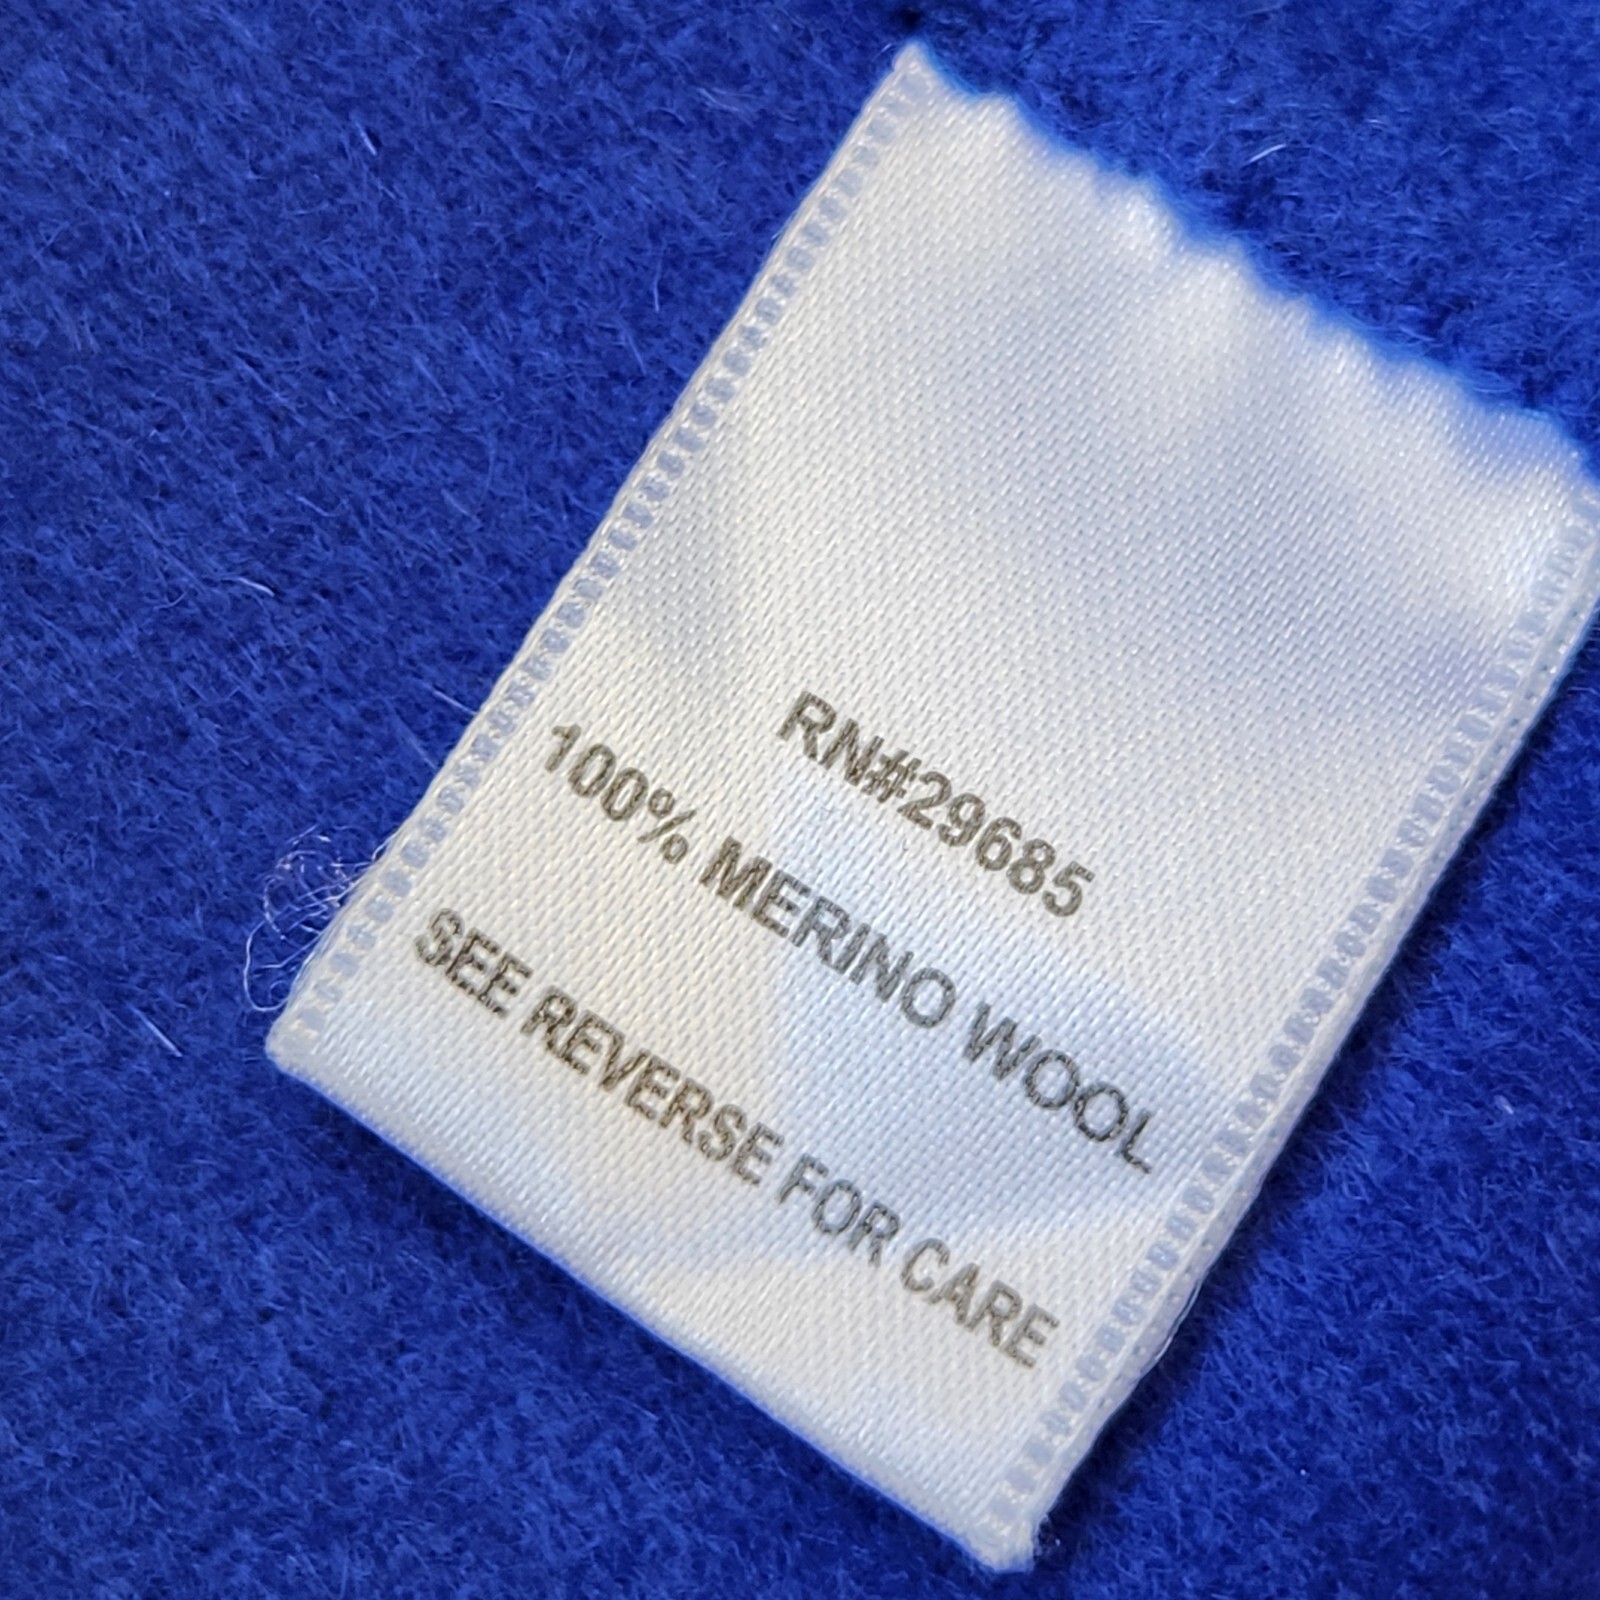 RN#29685
100% MERINO WOOL
SEE REVERSE FOR CARE